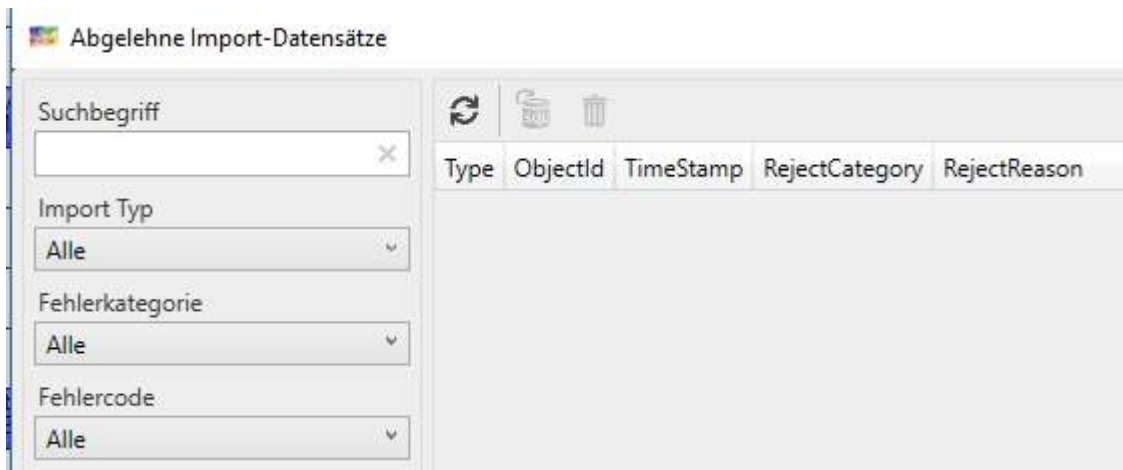 Abgelehne Import-Datensätze
Suchbegriff
Import Typ
Alle
Fehlerkategorie
Alle
Fehlercode
Alle
Type ObjectId TimeStamp RejectCategory RejectReason